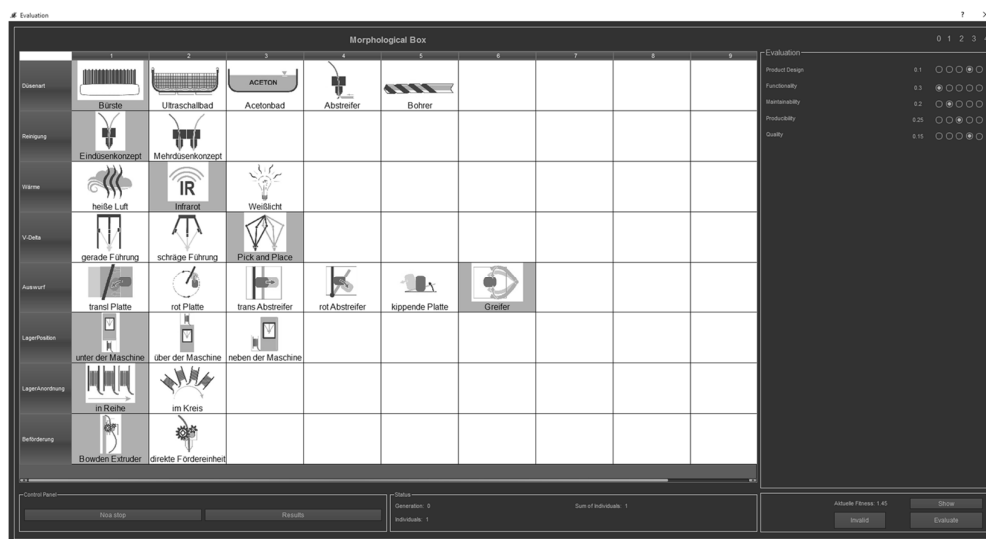 Evaluation
?
Morphological Box
0 1 2 3 4
1 2 3 4 5 6 7 8 9
Evaluation
Düsenart
ACETON
Bürste Ultraschallbad Acetonbad Abstreifer Bohrer
Reinigung
Eindüsenkonzept Mehrdüsenkonzept
Wärme
IR
heiße Luft Infrarot Weißlicht
V-Delta
gerade Führung schräge Führung Pick and Place
Auswurf
transl Platte rot Platte trans Abstreifer rot Abstreifer kippende Platte Greifer
LagerPosition
unter der Maschine über der Maschine neben der Maschine
LagerAnordnung
in Reihe im Kreis
Beförderung
Bowden Extruder direkte Fördereinheit
Product Design 0.1
Functionality 0.3
Maintainability 0.2
Producibility 0.25
Quality 0.15
Control Panel
Noa stop Results
Status
Generation: 0 Sum of Individuals: 1
Individuals: 1
Aktuelle Fitness: 1.45 Show
Invalid Evaluate